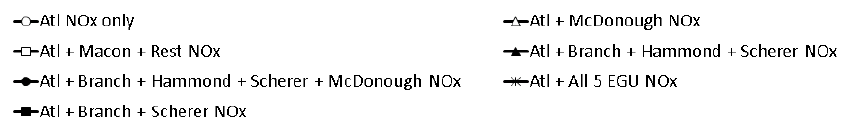 Atl NOx only
Atl + McDonough NOx
Atl + Macon + Rest NOx
Atl + Branch + Hammond + Scherer NOx
Atl + Branch + Hammond + Scherer + McDonough NOx
Atl + All 5 EGU NOx
Atl + Branch + Scherer NOx